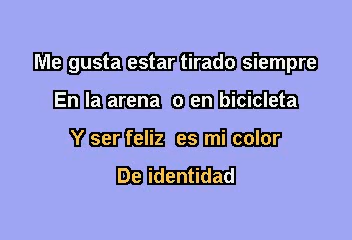 Me gusta estar tirado siempre
En la arena o en bicicleta
Y ser feliz es mi color
De identidad